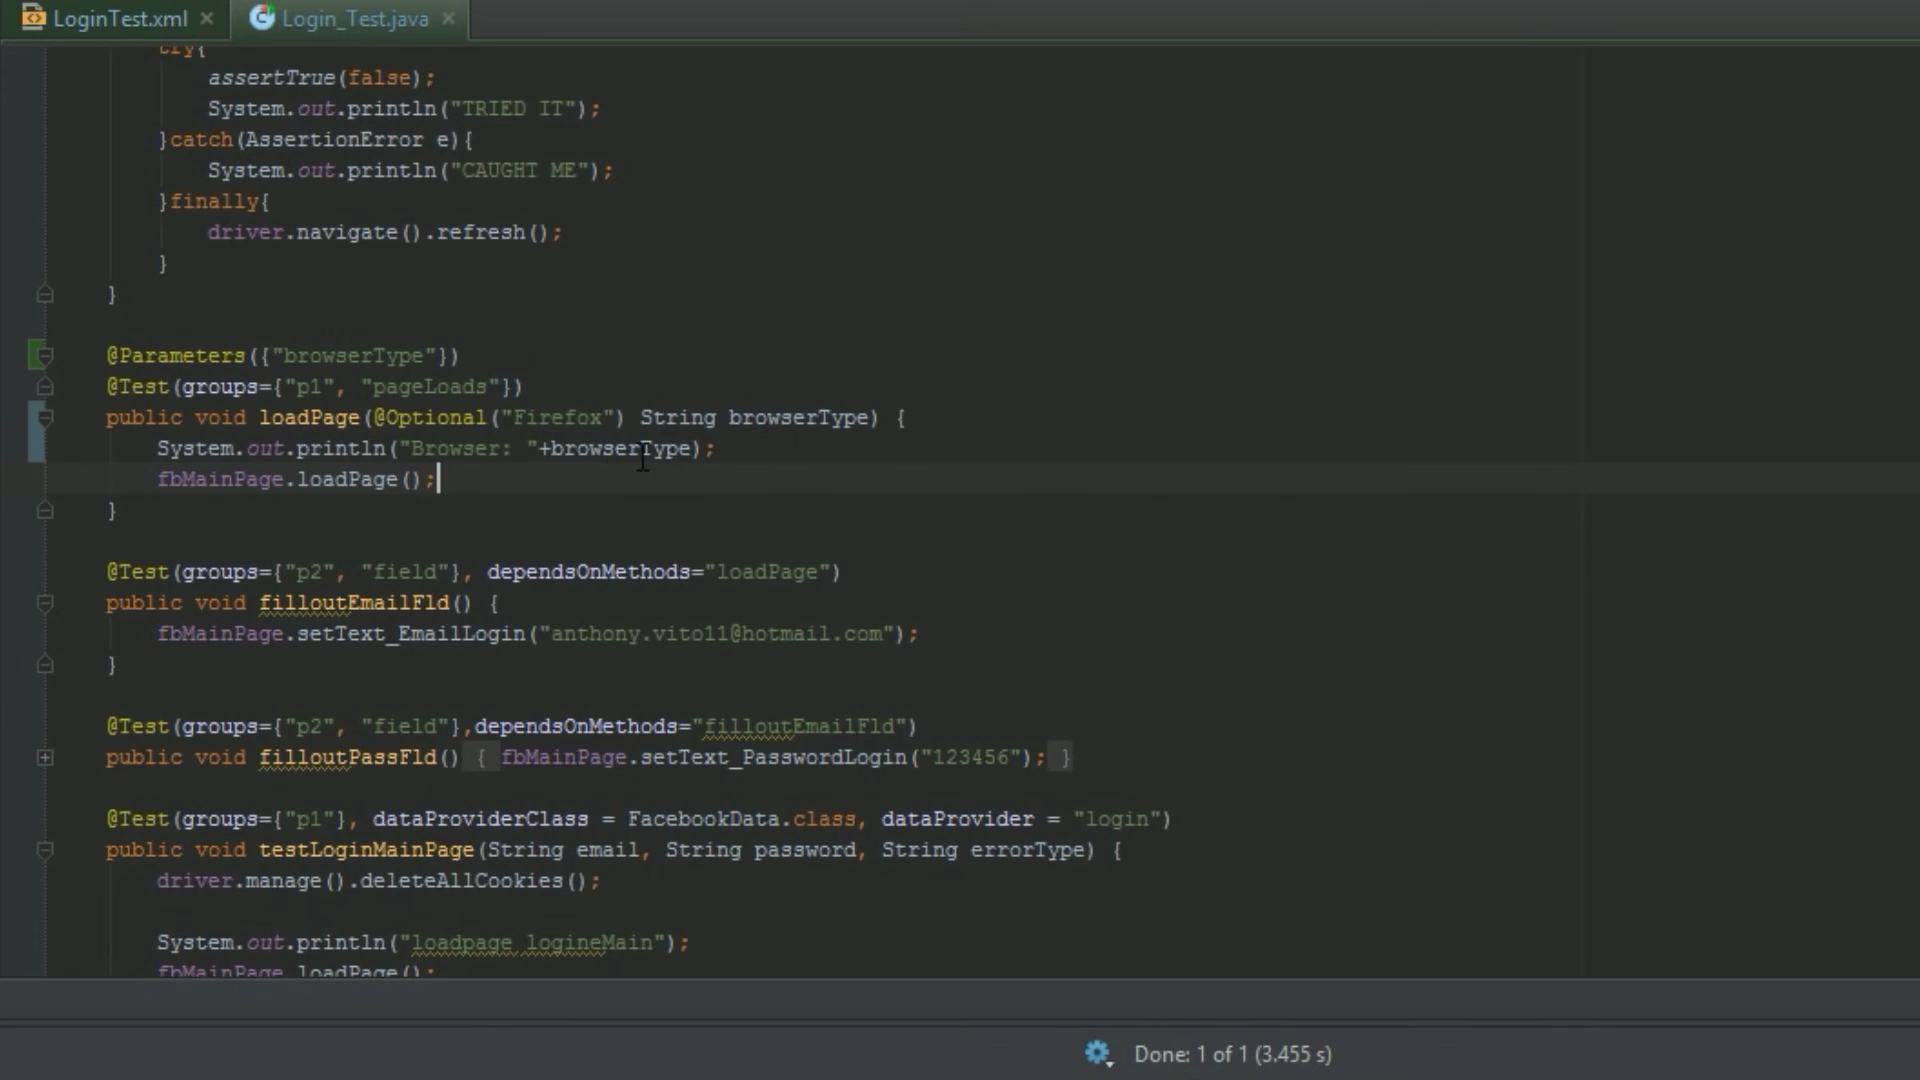 LoginTest.xml
Login_Test.java
try{
assertTrue(false);
System.out.println("TRIED IT");
}catch(AssertionError e){
System.out.println("CAUGHT ME");
}finally{
driver.navigate().refresh();
}
}
@Parameters({"browserType"})
@Test(groups={"p1", "pageLoads"})
public void loadPage(@Optional("Firefox") String browserType) {
System.out.println("Browser: "+browserType);
fbMainPage.loadPage();
}
@Test(groups={"p2", "field"}, dependsOnMethods="loadPage")
public void filloutEmailFld() {
fbMainPage.setText_EmailLogin("anthony.vito11@hotmail.com");
}
@Test(groups={"p2", "field"},dependsOnMethods="filloutEmailFld")
public void filloutPassFld() { fbMainPage.setText_PasswordLogin("123456"); }
@Test(groups={"p1"}, dataProviderClass = FacebookData.class, dataProvider = "login")
public void testLoginMainPage(String email, String password, String errorType) {
driver.manage().deleteAllCookies();
System.out.println("loadpage logineMain");
fbMainPage.loadPage();
Done: 1 of 1 (3.455 s)